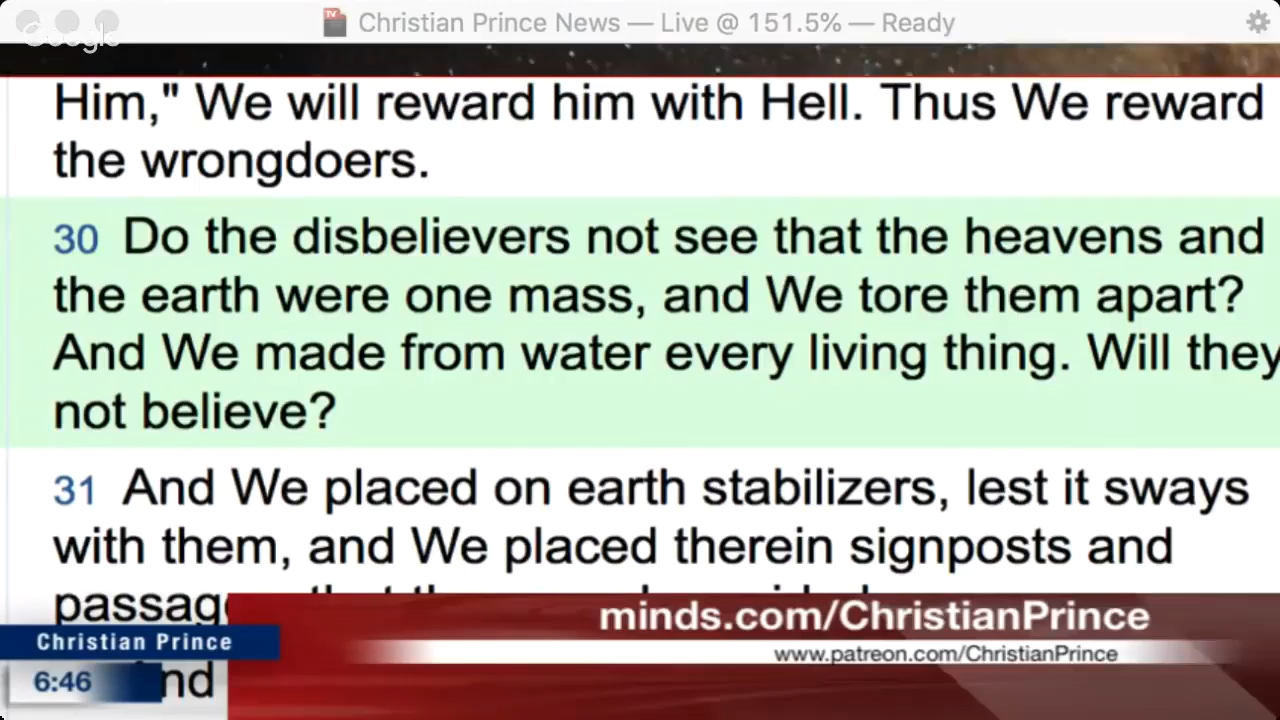 Christian Prince News — Live @ 151.5% — Ready
Google
Him," We will reward him with Hell. Thus We reward
the wrongdoers.
30 Do the disbelievers not see that the heavens and
the earth were one mass, and We tore them apart?
And We made from water every living thing. Will they
not believe?
31 And We placed on earth stabilizers, lest it sways
with them, and We placed therein signposts and
minds.com/ChristianPrince
Christian Prince
www.patreon.com/ChristianPrince
6:46